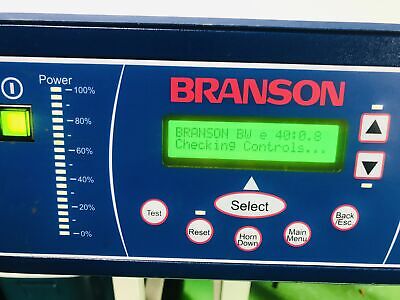 Power
BRANSON
100%
80%
60%
40%
20%
0%
BRANSON BW e 40:0.8
Checking Controls...
Test
Reset
Select
Horn
Down
Main
Menu
Back/
Esc